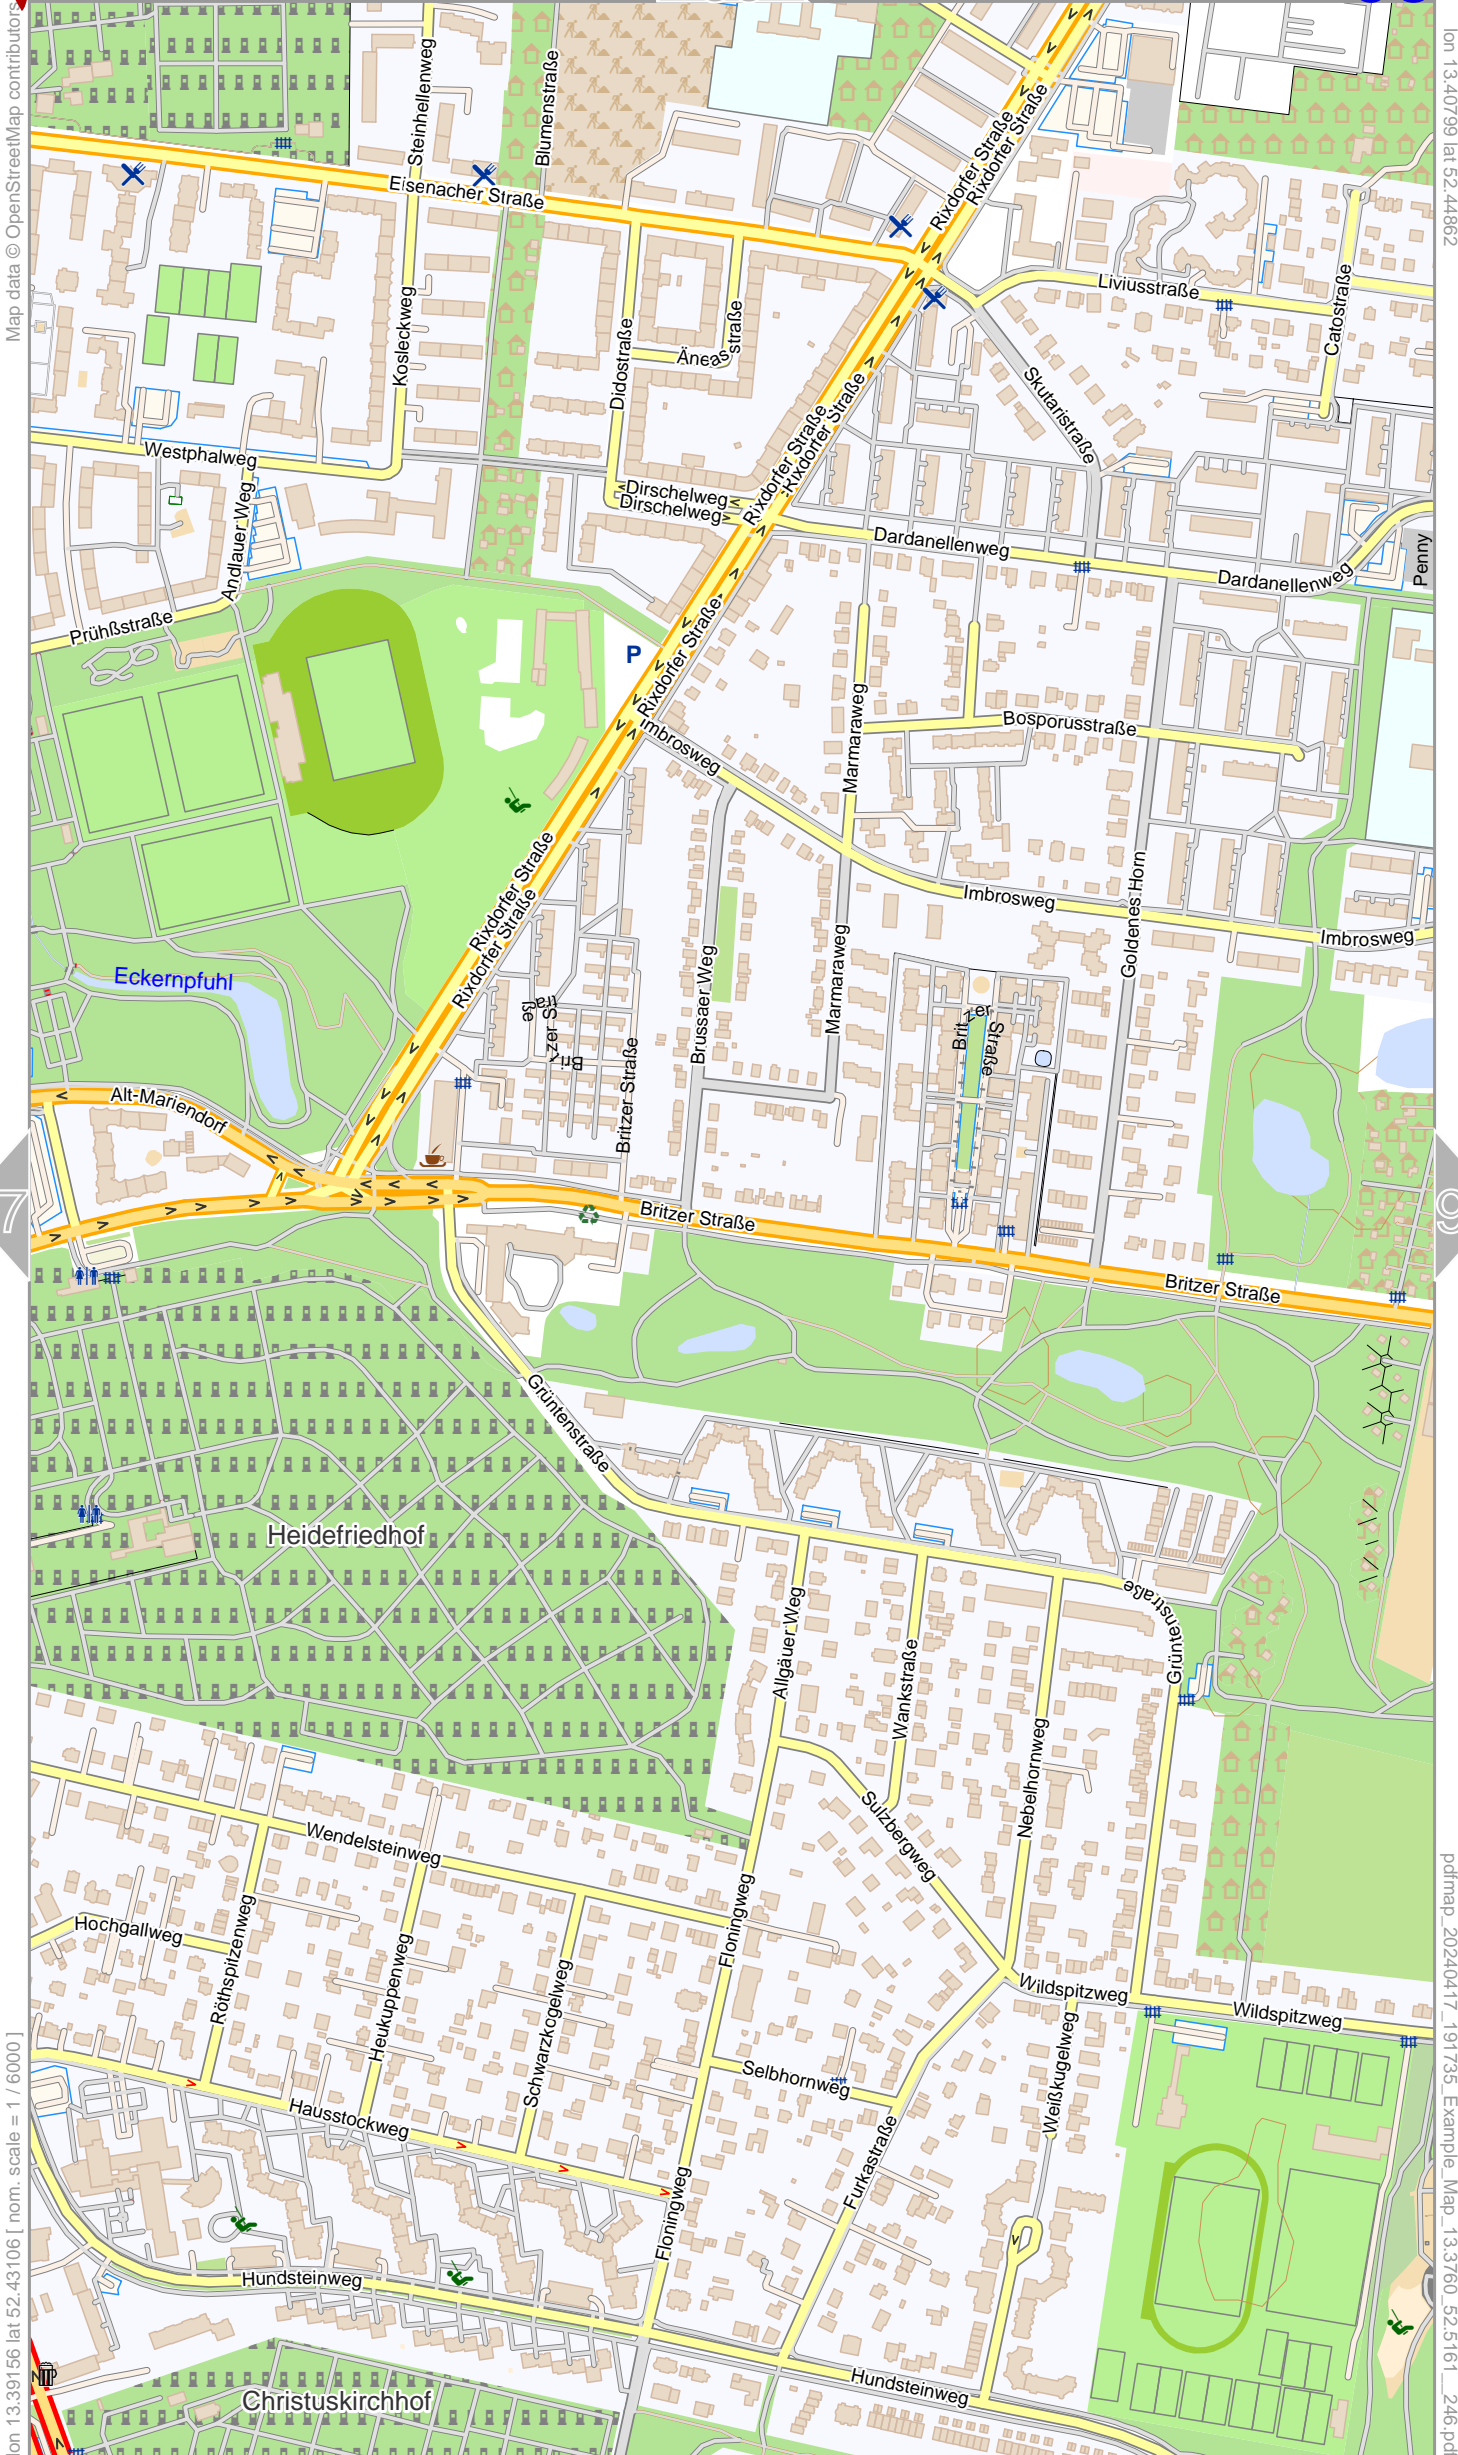 Map data © OpenStreetMap contributors
lon 13.40799 lat 52.44862
Steinhellenweg
Blumenstraße
Eisenacher Straße
Rixdorfer Straße
Rixdorfer Straße
Liviusstraße
Catostraße
Kosleckweg
Didostraße
Äneasstraße
Skutaristraße
Rixdorfer Straße
Rixdorfer Straße
Westphalweg
Andlauer Weg
Dirschelweg
Dirschelweg
Dardanellenweg
Dardanellenweg
Penny
Prühßstraße
P
Rixdorfer Straße
Imbrosweg
Marmaraweg
Bosporusstraße
Rixdorfer Straße
Rixdorfer Straße
Imbrosweg
Goldenes Horn
Imbrosweg
Eckernpfuhl
Brussaer Weg
Marmaraweg
Britzer Straße
Britzer Straße
Britzer Straße
Alt-Mariendorf
7
9
Britzer Straße
Britzer Straße
Grüntenstraße
Heidefriedhof
Grüntenstraße
Allgäuer Weg
Wankstraße
Nebelhornweg
Sulzbergweg
Wendelsteinweg
Hochgallweg
Röthspitzenweg
Heukuppenweg
Schwarzkogelweg
Floningweg
Wildspitzweg
Wildspitzweg
Weißkugelweg
Selbhornweg
Hausstockweg
Furkastraße
Floningweg
Hundsteinweg
Hundsteinweg
Christuskirchhof
lon 13.39156 lat 52.43106 [ nom. scale = 1 / 6000 ]
pdfmap_20240417_191735_Example_Map_13.3760_52.5161__246.pdf